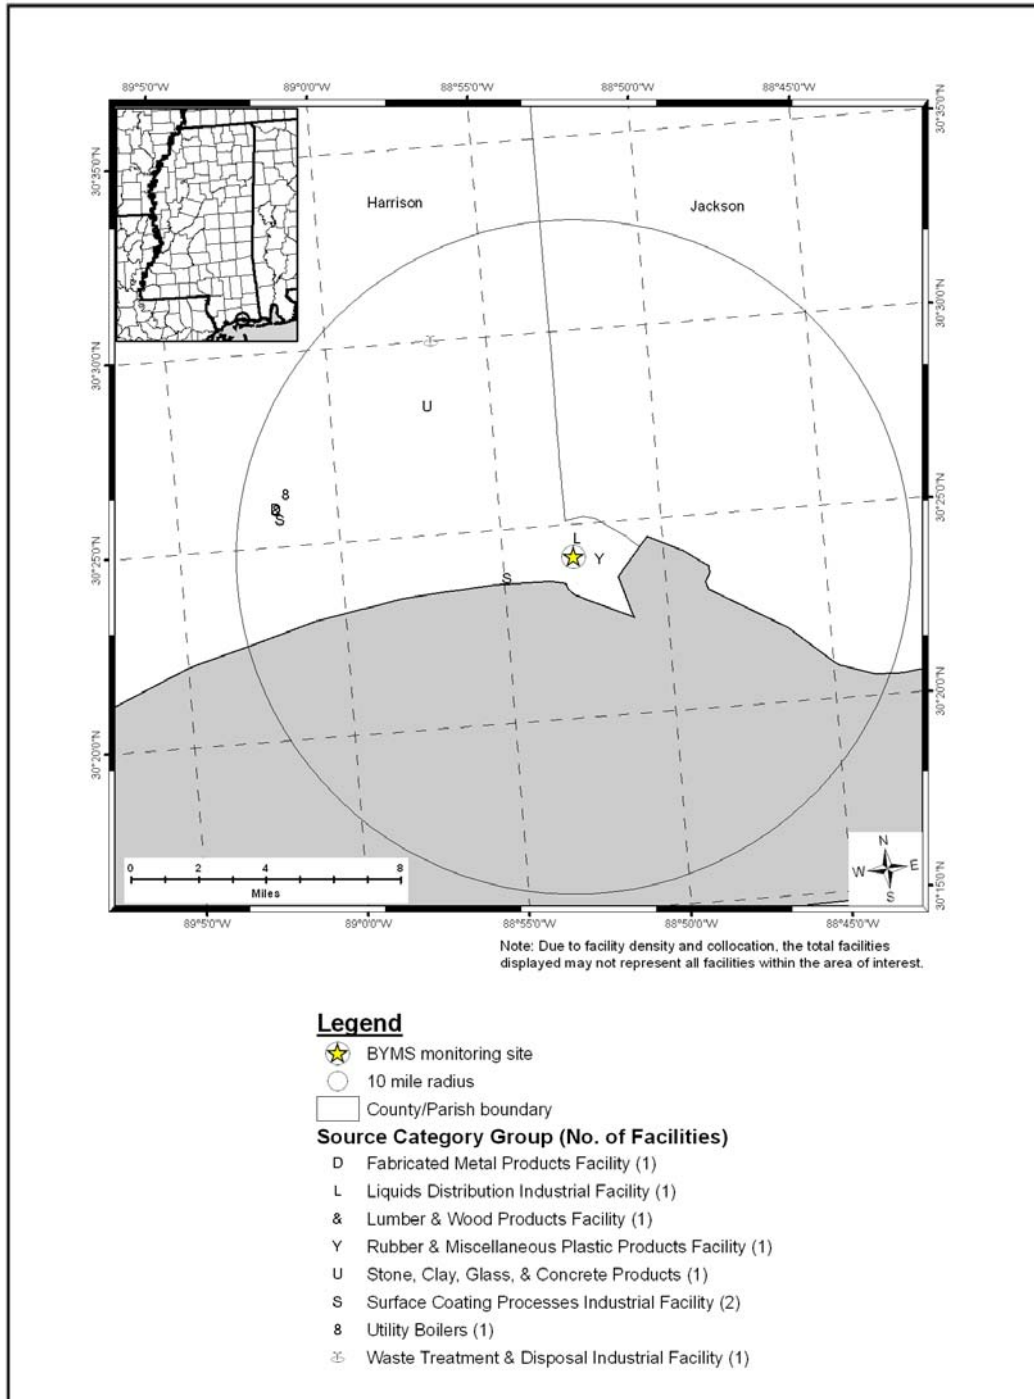 89°5'0"W 89°0'0"W 88°55'0"W 88°50'0"W 88°45'0"W
30°35'0"N
30°35'0"N
Harrison
Jackson
30°30'0"N
30°30'0"N
U
8
D
S
30°25'0"N
30°25'0"N
L
Y
S
30°20'0"N
30°20'0"N
0 2 4 8
Miles
N
W E
S
30°15'0"N
89°5'0"W 89°0'0"W 88°55'0"W 88°50'0"W 88°45'0"W
Note: Due to facility density and collocation, the total facilities
displayed may not represent all facilities within the area of interest.
Legend
BYMS monitoring site
10 mile radius
County/Parish boundary
Source Category Group (No. of Facilities)
D Fabricated Metal Products Facility (1)
L Liquids Distribution Industrial Facility (1)
& Lumber & Wood Products Facility (1)
Y Rubber & Miscellaneous Plastic Products Facility (1)
U Stone, Clay, Glass, & Concrete Products (1)
S Surface Coating Processes Industrial Facility (2)
8 Utility Boilers (1)
Waste Treatment & Disposal Industrial Facility (1)